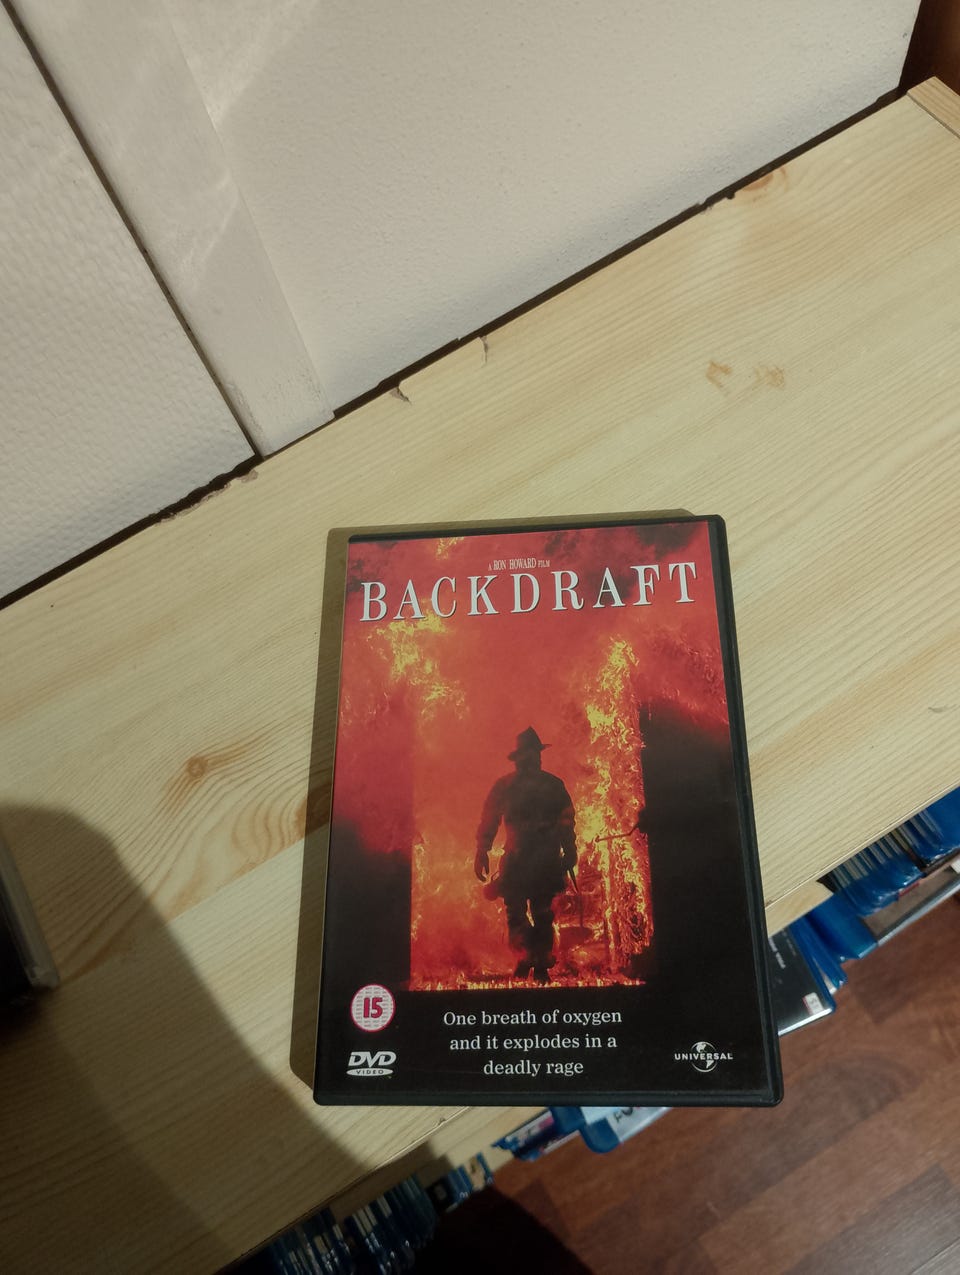 A RON HOWARD FILM
BACKDRAFT
15
One breath of oxygen
and it explodes in a
deadly rage
DVD
VIDEO
UNIVERSAL